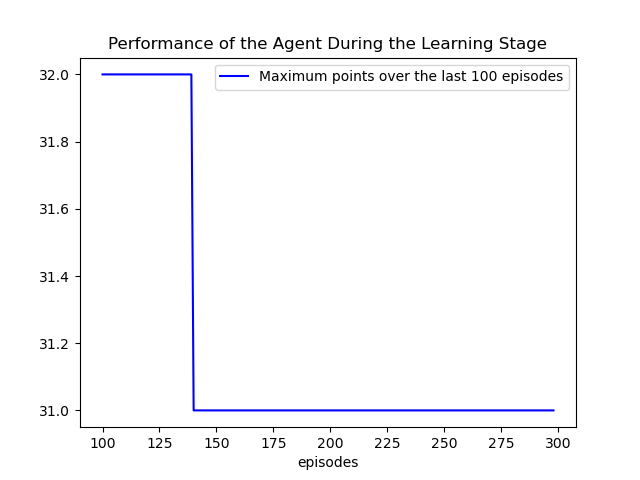 Performance of the Agent During the Learning Stage
Maximum points over the last 100 episodes
32.0
31.8
31.6
31.4
31.2
31.0
100 125 150 175 200 225 250 275 300
episodes